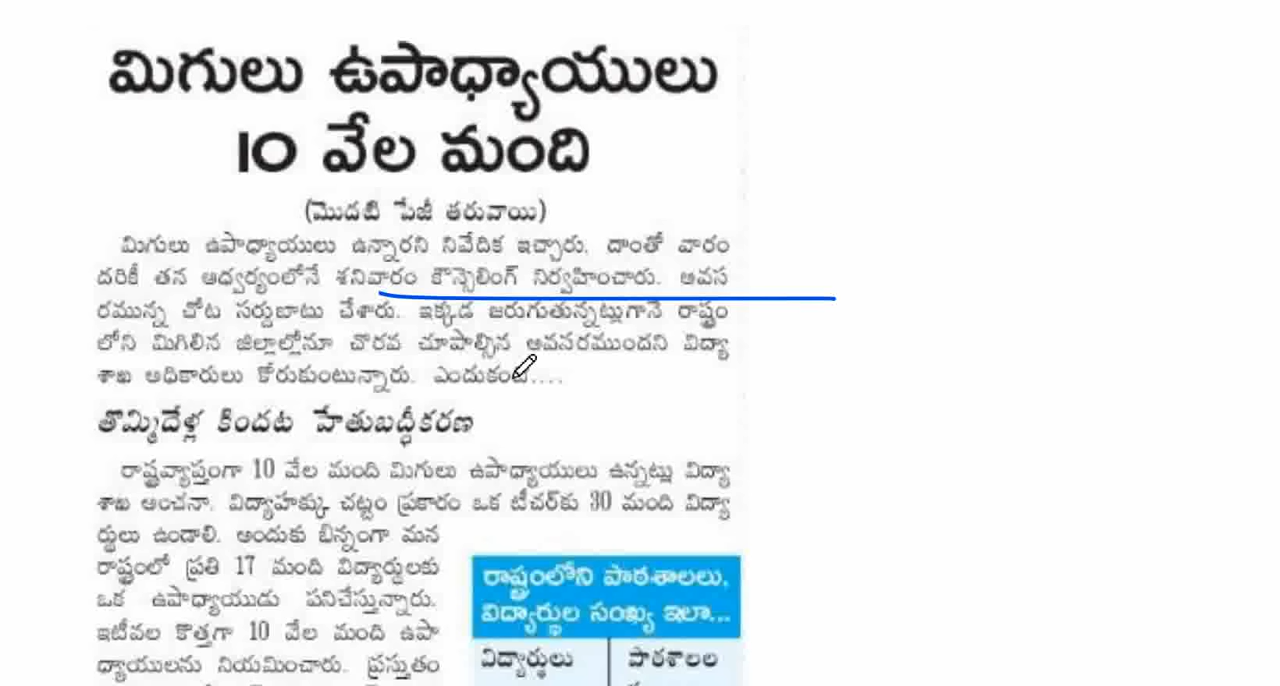 మిగులు ఉపాధ్యాయులు
10 వేల మంది
(మొదటి పేజీ తరువాయి)
మిగులు ఉపాధ్యాయులు ఉన్నారని నివేదిక ఇచ్చారు. దాంతో వారం
దరికీ తన ఆధ్వర్యంలోనే శనివారం కౌన్సెలింగ్ నిర్వహించారు. అవస
రమున్న చోట సర్దుబాటు చేశారు. ఇక్కడ జరుగుతున్నట్లుగానే రాష్ట్రం
లోని మిగిలిన జిల్లాల్లోనూ చొరవ చూపాల్సిన అవసరముందని విద్యా
శాఖ అధికారులు కోరుకుంటున్నారు. ఎందుకంటే....
తొమ్మిదేళ్ల కిందట హేతుబద్ధీకరణ
రాష్ట్రవ్యాప్తంగా 10 వేల మంది మిగులు ఉపాధ్యాయులు ఉన్నట్లు విద్యా
శాఖ అంచనా. విద్యాహక్కు చట్టం ప్రకారం ఒక టీచర్‌కు 30 మంది విద్యా
ర్థులు ఉండాలి. అందుకు భిన్నంగా మన
రాష్ట్రంలో ప్రతి 17 మంది విద్యార్థులకు
ఒక ఉపాధ్యాయుడు పనిచేస్తున్నారు.
ఇటీవల కొత్తగా 10 వేల మంది ఉపా
ధ్యాయులను నియమించారు. ప్రస్తుతం
రాష్ట్రంలోని పాఠశాలలు,
విద్యార్థుల సంఖ్య ఇలా...
విద్యార్థులు పాఠశాలల